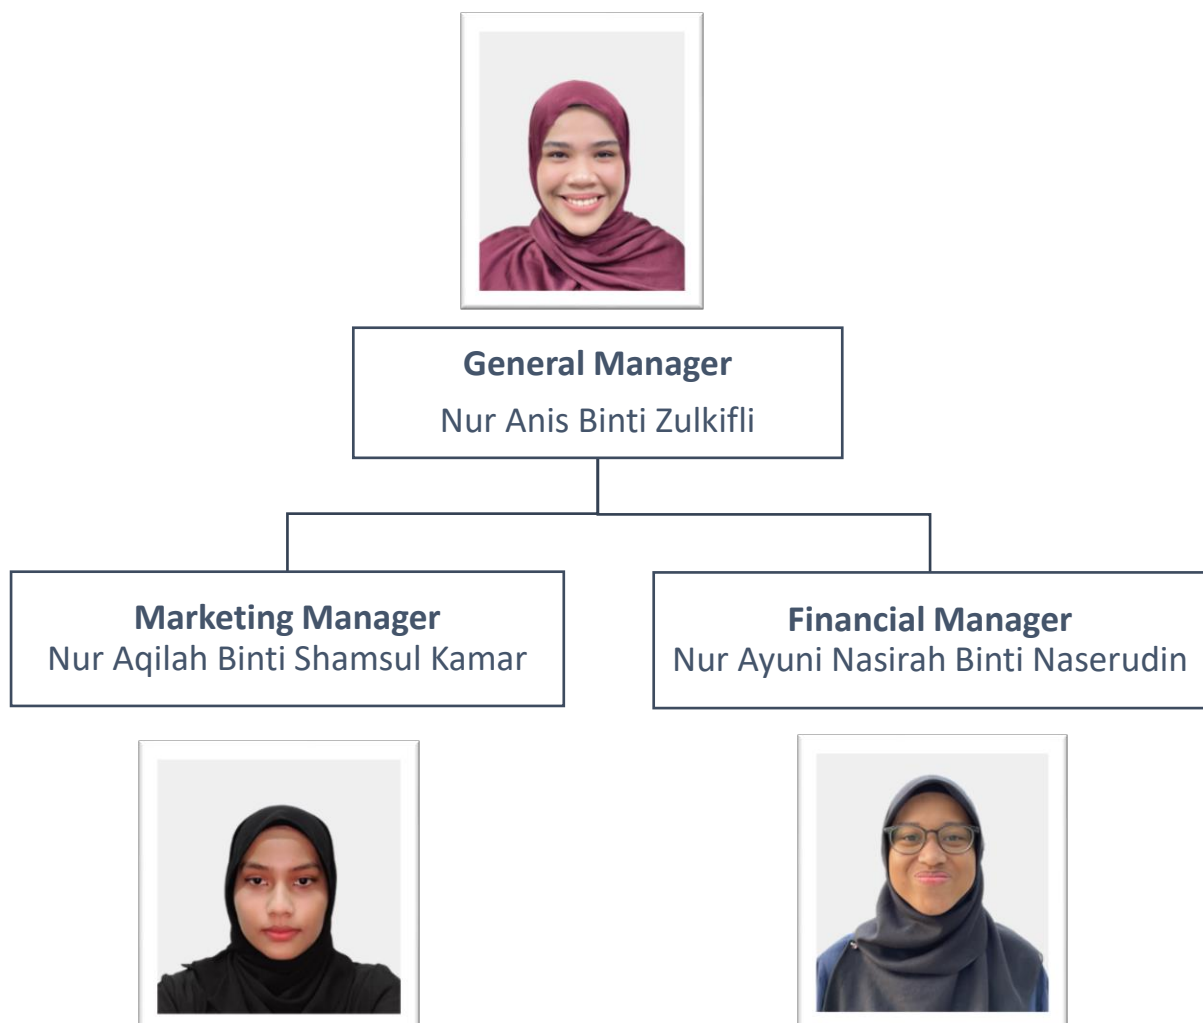 General Manager
Nur Anis Binti Zulkifli
Marketing Manager
Nur Aqilah Binti Shamsul Kamar
Financial Manager
Nur Ayuni Nasirah Binti Naserudin